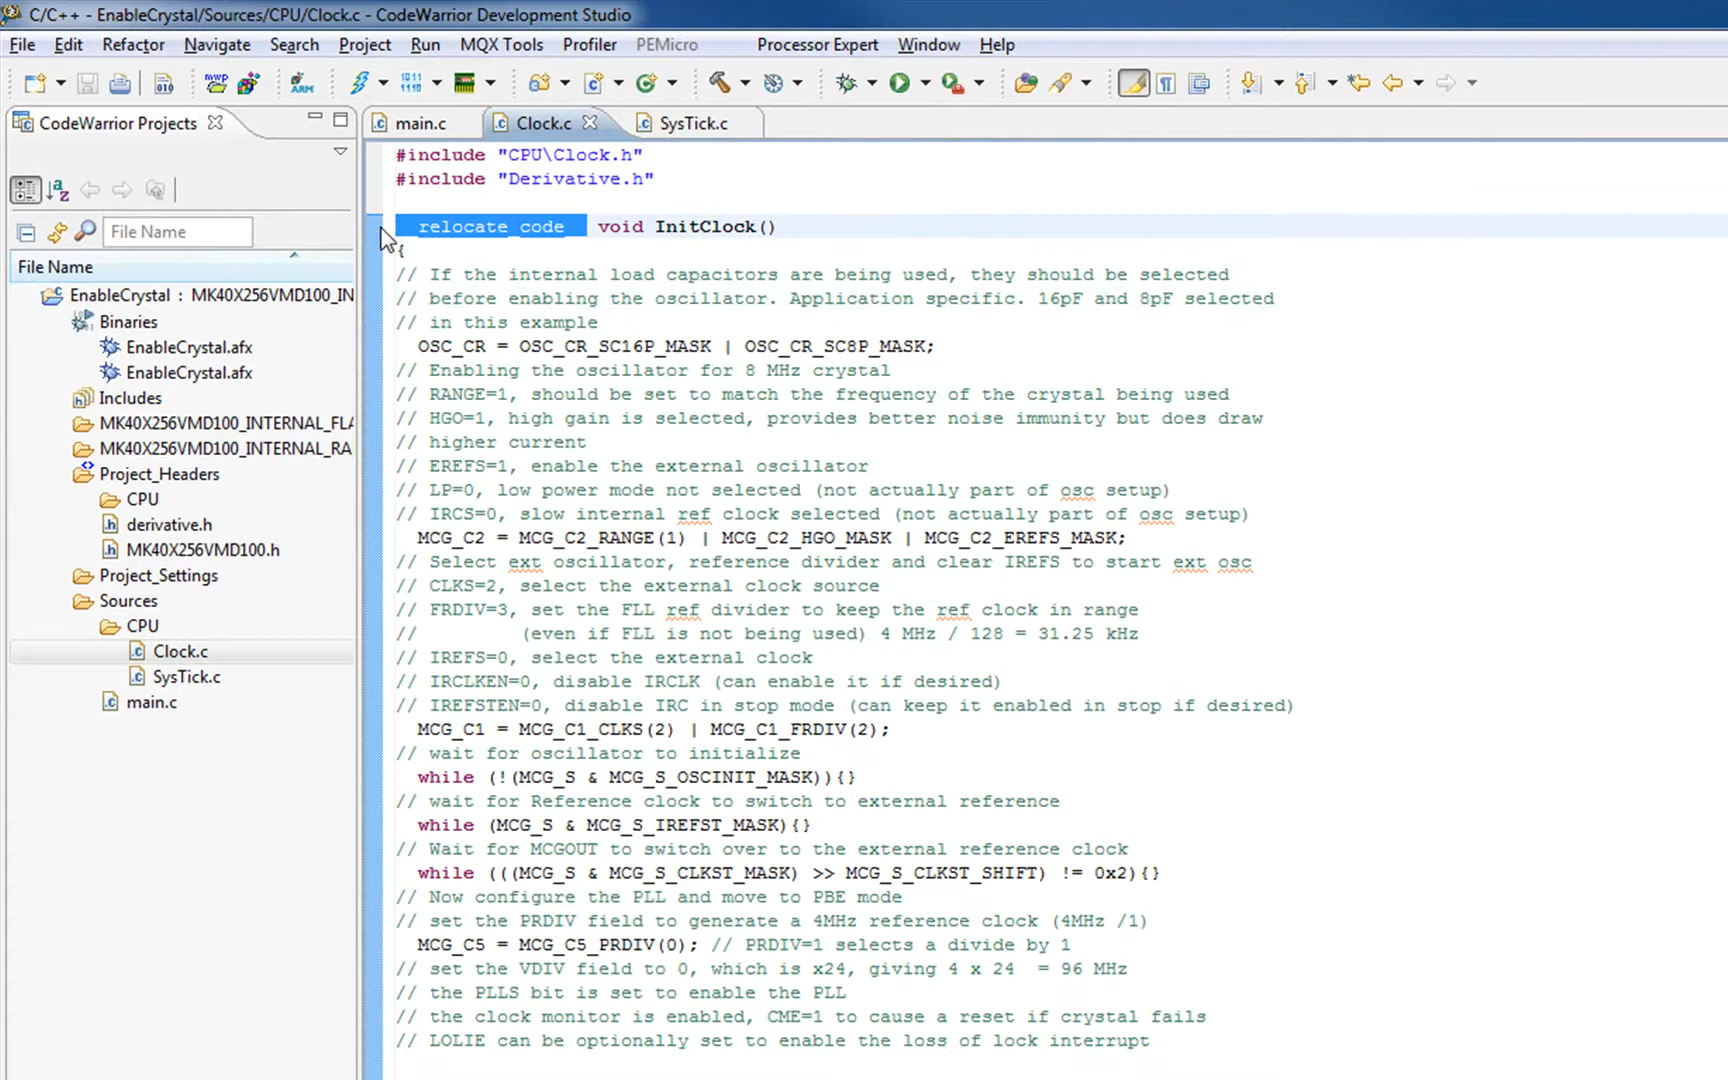 C/C++ - EnableCrystal/Sources/CPU/Clock.c - CodeWarrior Development Studio
File Edit Refactor Navigate Search Project Run MQX Tools Profiler PEMicro Processor Expert Window Help
CodeWarrior Projects
main.c Clock.c SysTick.c
File Name
File Name
EnableCrystal : MK40X256VMD100_IN
Binaries
EnableCrystal.afx
EnableCrystal.afx
Includes
MK40X256VMD100_INTERNAL_FLA
MK40X256VMD100_INTERNAL_RA
Project_Headers
CPU
derivative.h
MK40X256VMD100.h
Project_Settings
Sources
CPU
Clock.c
SysTick.c
main.c
#include "CPU\Clock.h"
#include "Derivative.h"
__relocate_code__ void InitClock()
{
// If the internal load capacitors are being used, they should be selected
// before enabling the oscillator. Application specific. 16pF and 8pF selected
// in this example
OSC_CR = OSC_CR_SC16P_MASK | OSC_CR_SC8P_MASK;
// Enabling the oscillator for 8 MHz crystal
// RANGE=1, should be set to match the frequency of the crystal being used
// HGO=1, high gain is selected, provides better noise immunity but does draw
// higher current
// EREFS=1, enable the external oscillator
// LP=0, low power mode not selected (not actually part of osc setup)
// IRCS=0, slow internal ref clock selected (not actually part of osc setup)
MCG_C2 = MCG_C2_RANGE(1) | MCG_C2_HGO_MASK | MCG_C2_EREFS_MASK;
// Select ext oscillator, reference divider and clear IREFS to start ext osc
// CLKS=2, select the external clock source
// FRDIV=3, set the FLL ref divider to keep the ref clock in range
// (even if FLL is not being used) 4 MHz / 128 = 31.25 kHz
// IREFS=0, select the external clock
// IRCLKEN=0, disable IRCLK (can enable it if desired)
// IREFSTEN=0, disable IRC in stop mode (can keep it enabled in stop if desired)
MCG_C1 = MCG_C1_CLKS(2) | MCG_C1_FRDIV(2);
// wait for oscillator to initialize
while (!(MCG_S & MCG_S_OSCINIT_MASK)){}
// wait for Reference clock to switch to external reference
while (MCG_S & MCG_S_IREFST_MASK){}
// Wait for MCGOUT to switch over to the external reference clock
while (((MCG_S & MCG_S_CLKST_MASK) >> MCG_S_CLKST_SHIFT) != 0x2){}
// Now configure the PLL and move to PBE mode
// set the PRDIV field to generate a 4MHz reference clock (4MHz /1)
MCG_C5 = MCG_C5_PRDIV(0); // PRDIV=1 selects a divide by 1
// set the VDIV field to 0, which is x24, giving 4 x 24 = 96 MHz
// the PLLS bit is set to enable the PLL
// the clock monitor is enabled, CME=1 to cause a reset if crystal fails
// LOLIE can be optionally set to enable the loss of lock interrupt